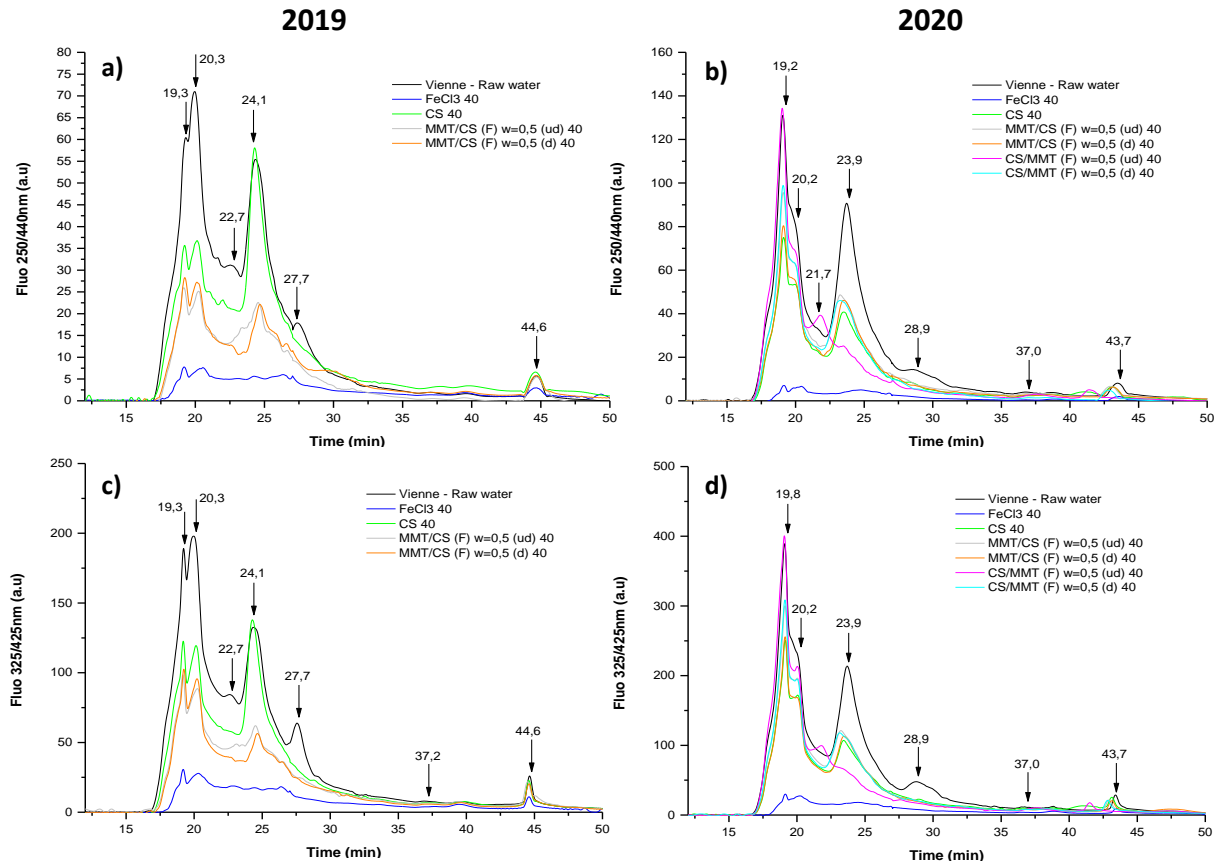 2019
2020
a)
Fluo 250/440nm (a.u)
80
75
70
65
60
55
50
45
40
35
30
25
20
15
10
5
0
19,3
20,3
22,7
24,1
27,7
44,6
Vienne - Raw water
FeCl3 40
CS 40
MMT/CS (F) w=0,5 (ud) 40
MMT/CS (F) w=0,5 (d) 40
15 20 25 30 35 40 45 50
Time (min)
b)
Fluo 250/440nm (a.u)
160
140
120
100
80
60
40
20
0
19,2
20,2
21,7
23,9
28,9
37,0
43,7
Vienne - Raw water
FeCl3 40
CS 40
MMT/CS (F) w=0,5 (ud) 40
MMT/CS (F) w=0,5 (d) 40
CS/MMT (F) w=0,5 (ud) 40
CS/MMT (F) w=0,5 (d) 40
15 20 25 30 35 40 45 50
Time (min)
c)
Fluo 325/425nm (a.u)
250
200
150
100
50
0
19,3
20,3
22,7
24,1
27,7
37,2
44,6
Vienne - Raw water
FeCl3 40
CS 40
MMT/CS (F) w=0,5 (ud) 40
MMT/CS (F) w=0,5 (d) 40
15 20 25 30 35 40 45 50
Time (min)
d)
Fluo 325/425nm (a.u)
500
400
300
200
100
0
19,8
20,2
23,9
28,9
37,0
43,7
Vienne - Raw water
FeCl3 40
CS 40
MMT/CS (F) w=0,5 (ud) 40
MMT/CS (F) w=0,5 (d) 40
CS/MMT (F) w=0,5 (ud) 40
CS/MMT (F) w=0,5 (d) 40
15 20 25 30 35 40 45 50
Time (min)